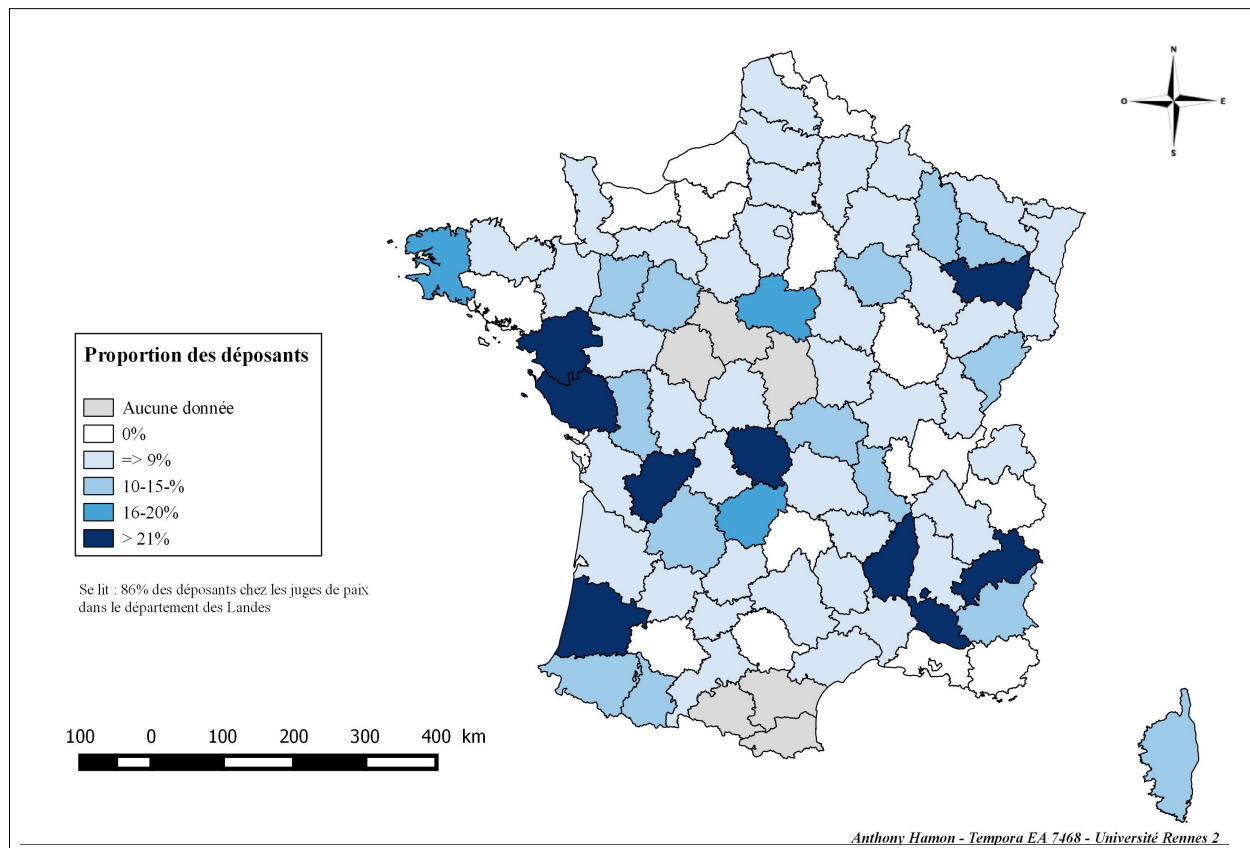 N
O
E
S
Proportion des déposants
Aucune donnée
0%
=> 9%
10-15-%
16-20%
> 21%
Se lit : 86% des déposants chez les juges de paix
dans le département des Landes
100 0 100 200 300 400 km
Anthony Hamon - Tempora EA 7468 - Université Rennes 2